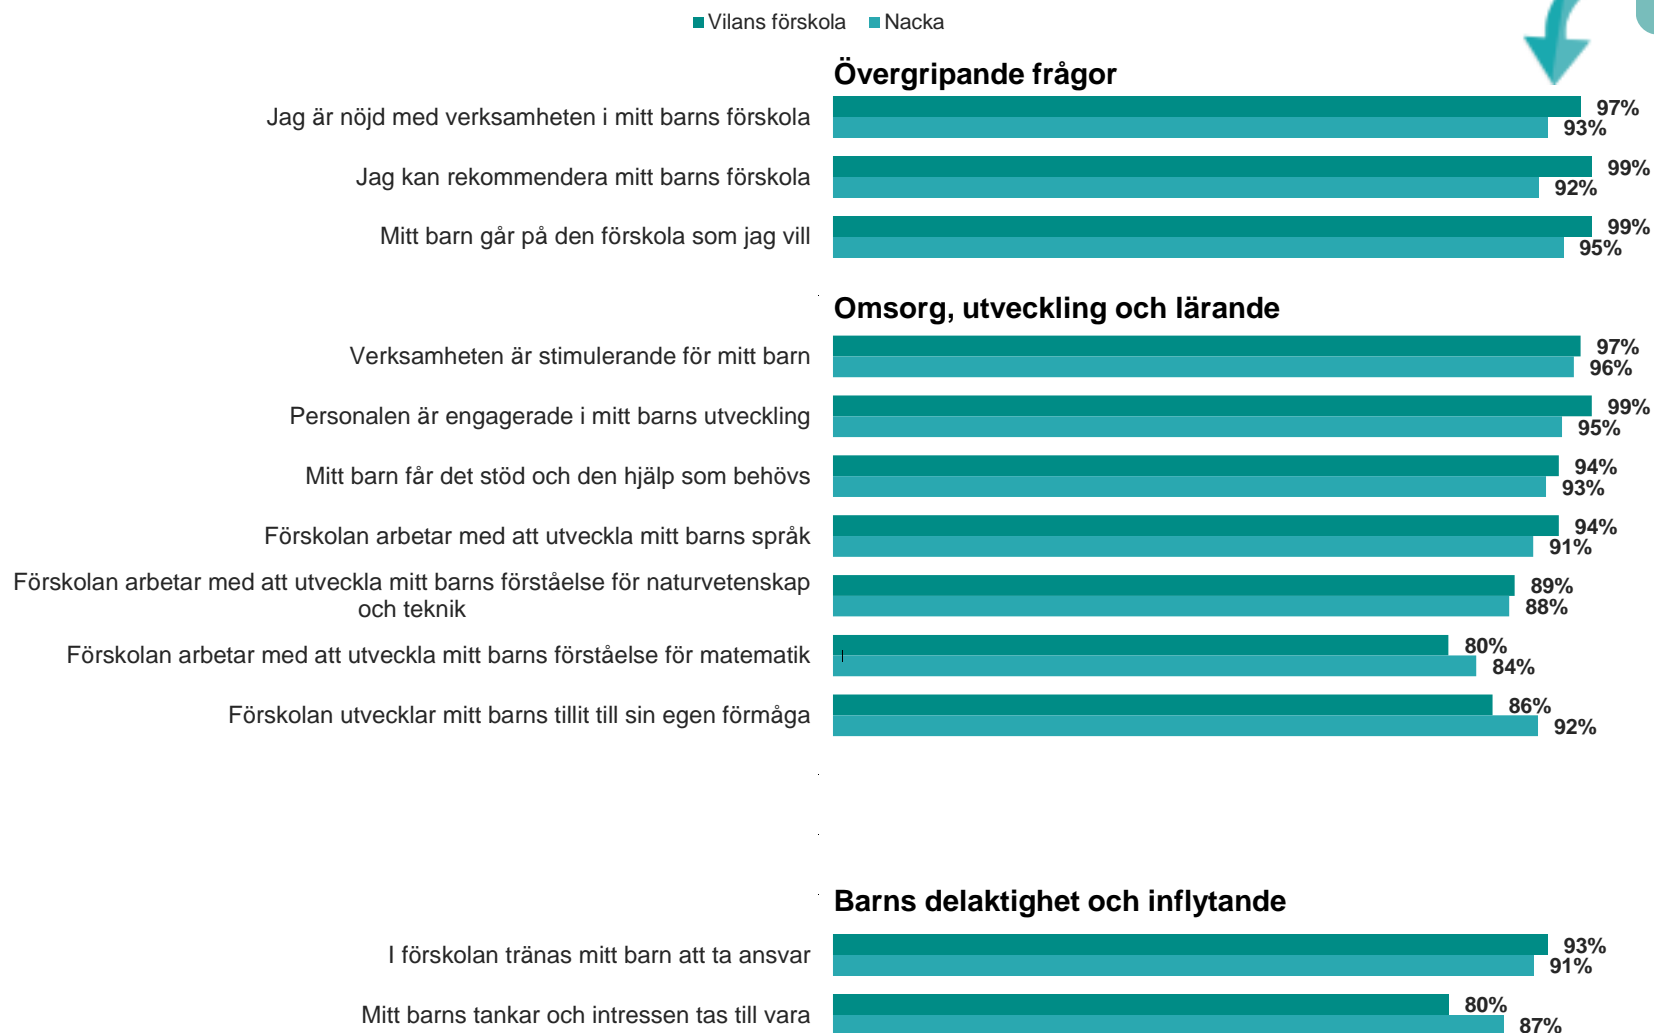 Vilans förskola Nacka
Övergripande frågor
Jag är nöjd med verksamheten i mitt barns förskola 97%
93%
Jag kan rekommendera mitt barns förskola 99%
92%
Mitt barn går på den förskola som jag vill 99%
95%
Omsorg, utveckling och lärande
Verksamheten är stimulerande för mitt barn 97%
96%
Personalen är engagerade i mitt barns utveckling 99%
95%
Mitt barn får det stöd och den hjälp som behövs 94%
93%
Förskolan arbetar med att utveckla mitt barns språk 94%
91%
Förskolan arbetar med att utveckla mitt barns förståelse för naturvetenskap
och teknik
89%
88%
Förskolan arbetar med att utveckla mitt barns förståelse för matematik 80%
84%
Förskolan utvecklar mitt barns tillit till sin egen förmåga 86%
92%
Barns delaktighet och inflytande
I förskolan tränas mitt barn att ta ansvar 93%
91%
Mitt barns tankar och intressen tas till vara 80%
87%